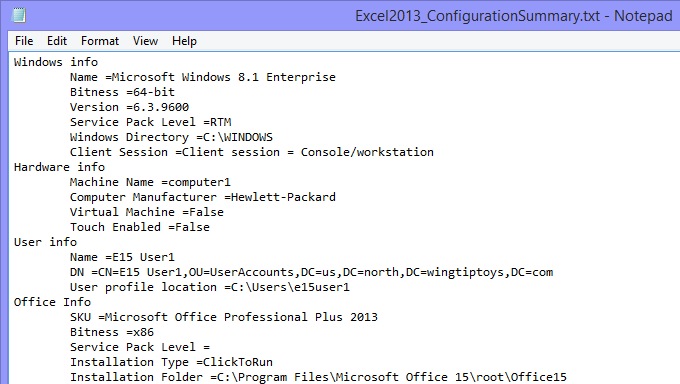 Excel2013_ConfigurationSummary.txt - Notepad
File Edit Format View Help
Windows info
Name =Microsoft Windows 8.1 Enterprise
Bitness =64-bit
Version =6.3.9600
Service Pack Level =RTM
Windows Directory =C:\WINDOWS
Client Session =Client session = Console/workstation
Hardware info
Machine Name =computer1
Computer Manufacturer =Hewlett-Packard
Virtual Machine =False
Touch Enabled =False
User info
Name =E15 User1
DN =CN=E15 User1,OU=UserAccounts,DC=us,DC=north,DC=wingtiptoys,DC=com
User profile location =C:\Users\e15user1
Office Info
SKU =Microsoft Office Professional Plus 2013
Bitness =x86
Service Pack Level =
Installation Type =ClickToRun
Installation Folder =C:\Program Files\Microsoft Office 15\root\Office15